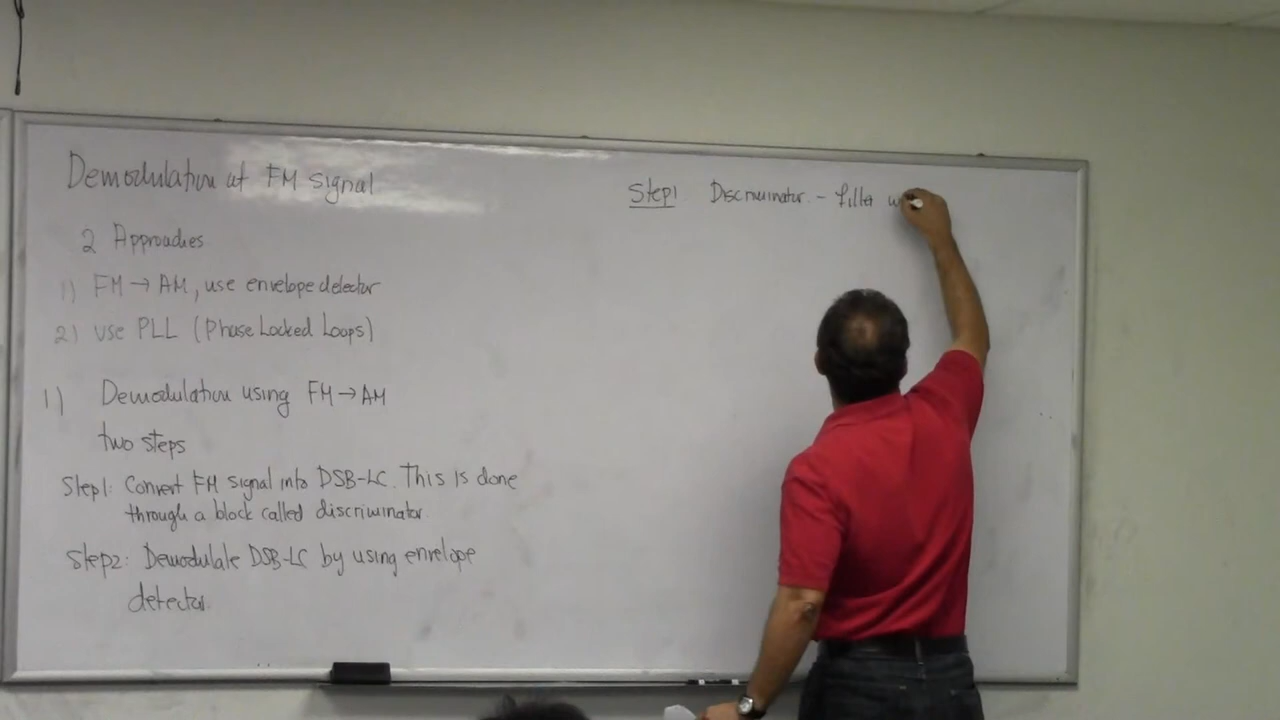 Demodulation of FM Signal
2 Approaches
1) FM → AM, use envelope detector
2) use PLL (Phase Locked Loops)
1) Demodulation using FM → AM
two steps
Step1: Convert FM signal into DSB-LC. This is done
through a block called discriminator.
Step2: Demodulate DSB-LC by using envelope
detector.
Step1 Discriminator - filter